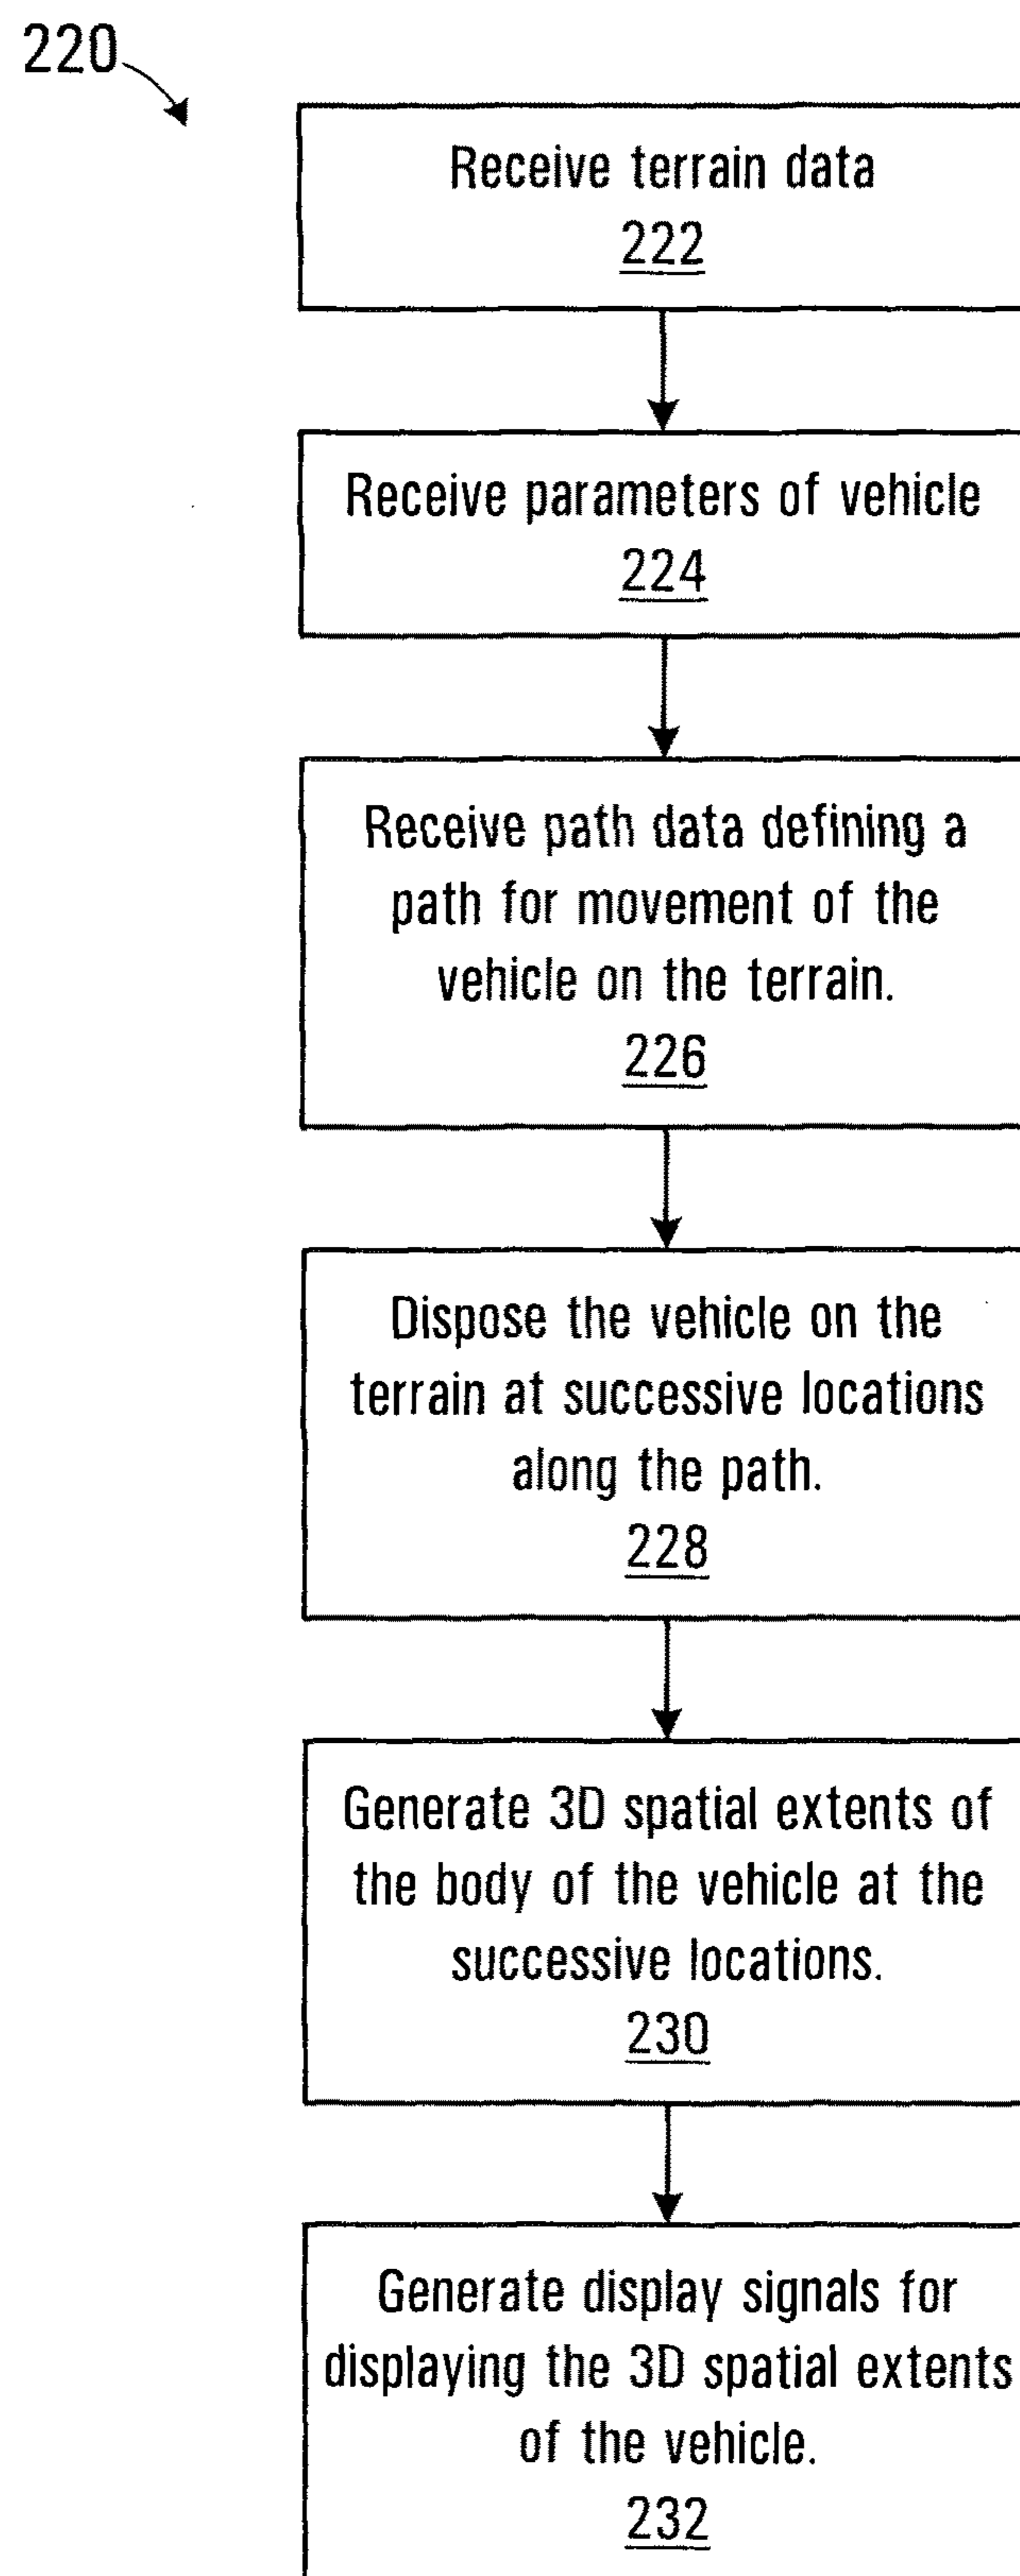 220
Receive terrain data
222
Receive parameters of vehicle
224
Receive path data defining a
path for movement of the
vehicle on the terrain.
226
Dispose the vehicle on the
terrain at successive locations
along the path.
228
Generate 3D spatial extents of
the body of the vehicle at the
successive locations.
230
Generate display signals for
displaying the 3D spatial extents
of the vehicle.
232